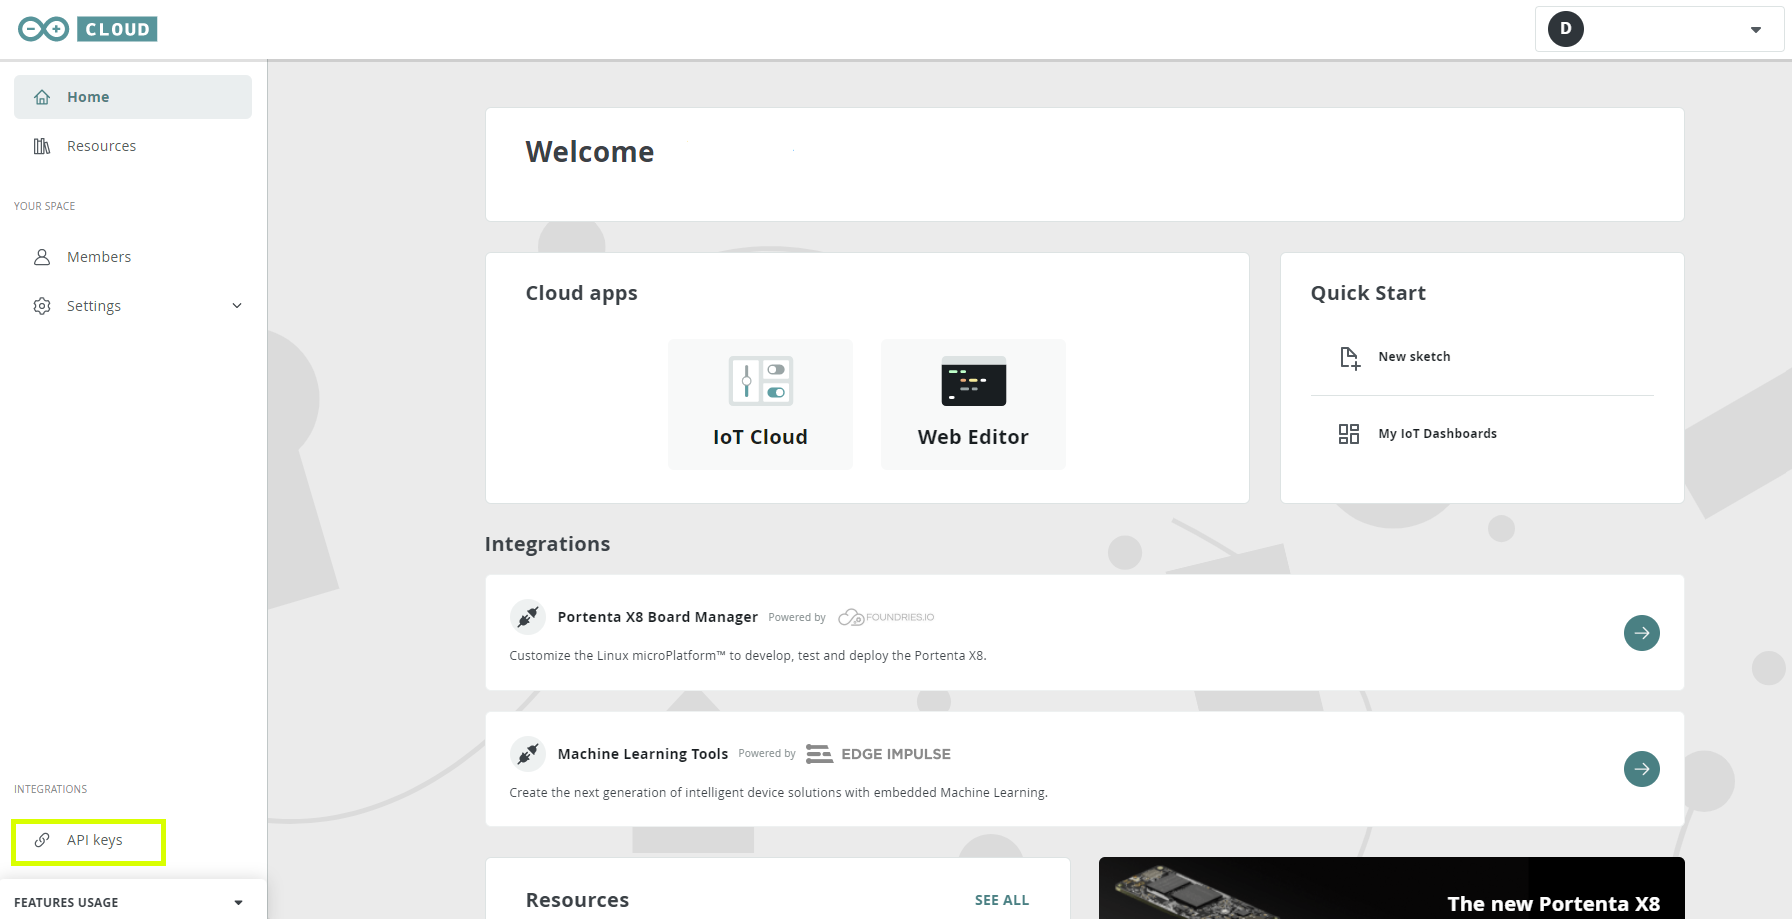 CLOUD
D
Home
Resources
YOUR SPACE
Members
Settings
INTEGRATIONS
API keys
FEATURES USAGE
Welcome
Cloud apps
IoT Cloud
Web Editor
Quick Start
New sketch
My IoT Dashboards
Integrations
Portenta X8 Board Manager Powered by FOUNDRIES.IO
Customize the Linux microPlatform™ to develop, test and deploy the Portenta X8.
Machine Learning Tools Powered by EDGE IMPULSE
Create the next generation of intelligent device solutions with embedded Machine Learning.
Resources SEE ALL
The new Portenta X8